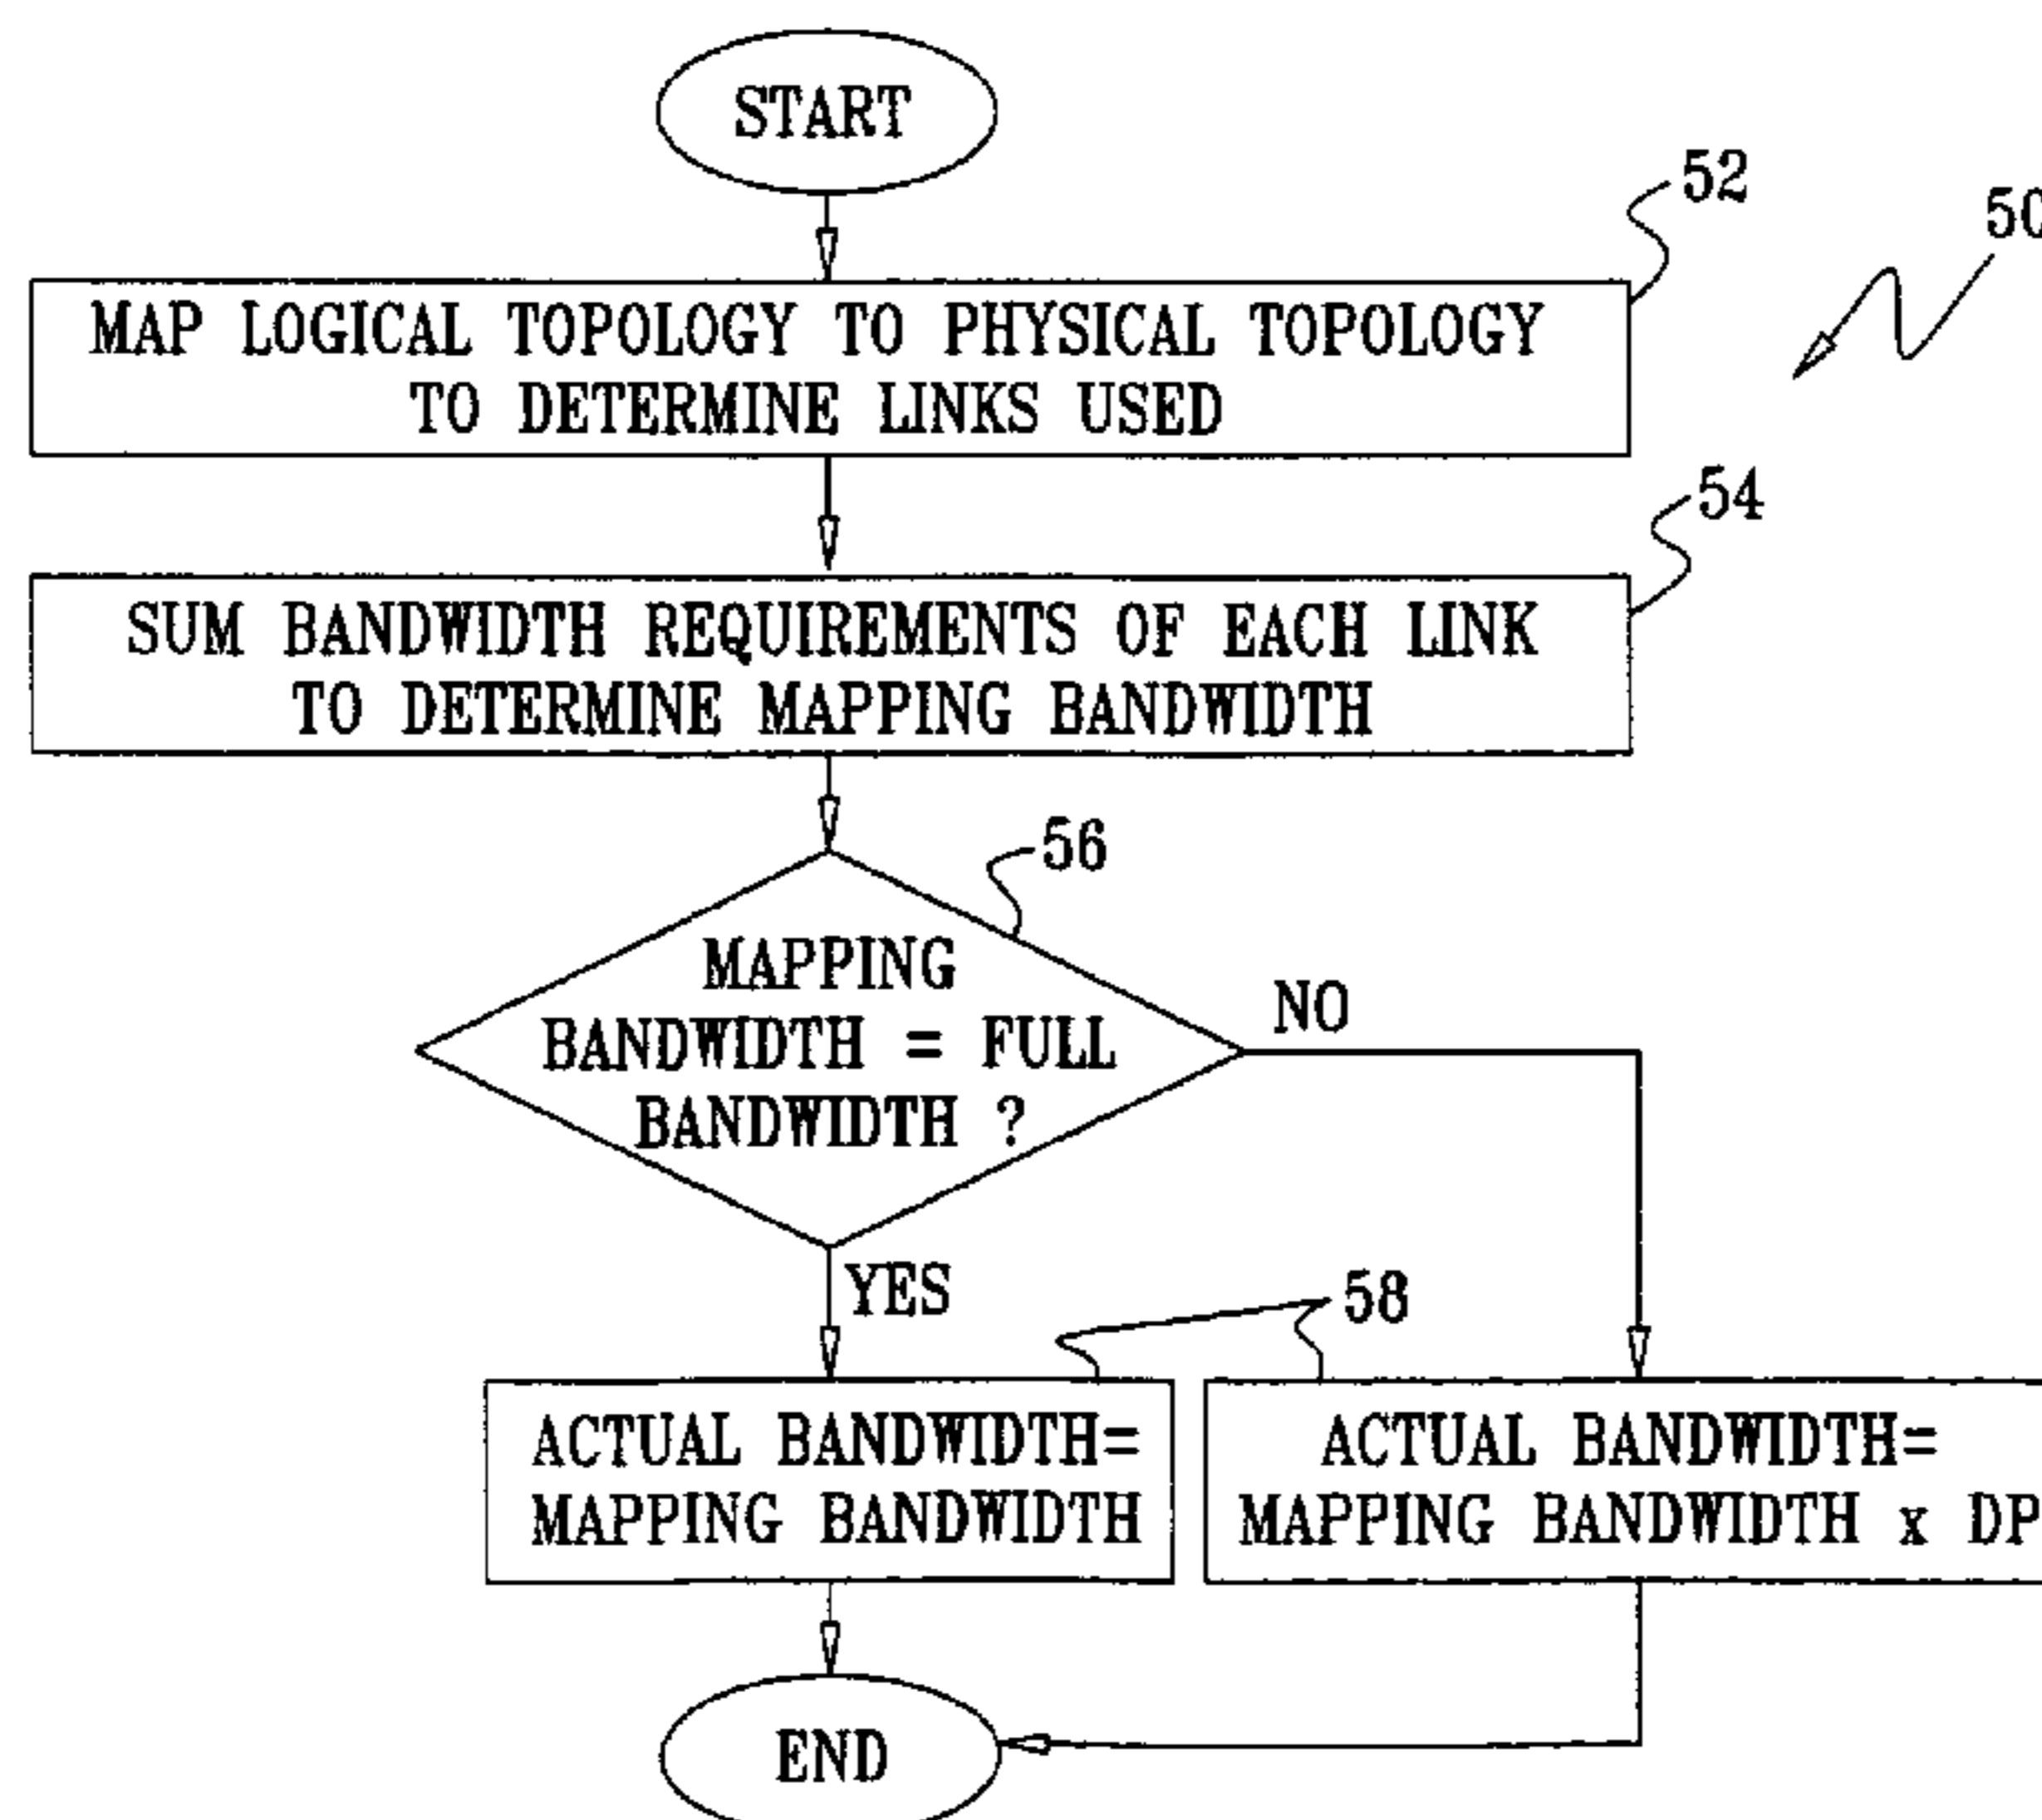 START
52
50
MAP LOGICAL TOPOLOGY TO PHYSICAL TOPOLOGY
TO DETERMINE LINKS USED
54
SUM BANDWIDTH REQUIREMENTS OF EACH LINK
TO DETERMINE MAPPING BANDWIDTH
56
MAPPING
BANDWIDTH = FULL
BANDWIDTH ?
NO
YES
58
ACTUAL BANDWIDTH=
MAPPING BANDWIDTH
ACTUAL BANDWIDTH=
MAPPING BANDWIDTH x DP
END